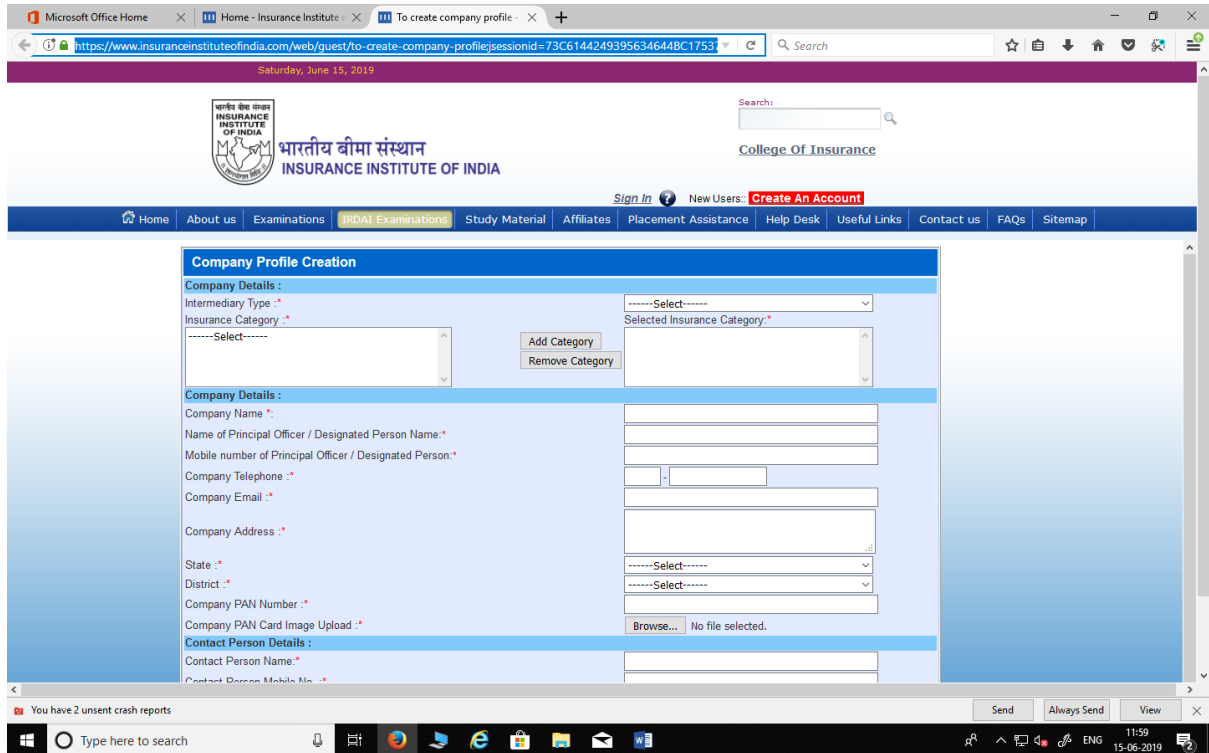 Microsoft Office Home
Home - Insurance Institute
To create company profile -
https://www.insuranceinstituteofindia.com/web/guest/to-create-company-profile;jsessionid=73C6144249395634644BC17537
Search
Saturday, June 15, 2019
भारतीय बीमा संस्थान
INSURANCE
INSTITUTE
OF INDIA
भारतीय बीमा संस्थान
INSURANCE INSTITUTE OF INDIA
Search:
College Of Insurance
Sign In ? New Users:: Create An Account
Home About us Examinations IRDAI Examinations Study Material Affiliates Placement Assistance Help Desk Useful Links Contact us FAQs Sitemap
Company Profile Creation
Company Details :
Intermediary Type :* ------Select------
Insurance Category :* Selected Insurance Category:*
------Select------
Add Category
Remove Category
Company Details :
Company Name *:
Name of Principal Officer / Designated Person Name:*
Mobile number of Principal Officer / Designated Person:*
Company Telephone :* -
Company Email :*
Company Address :*
State :* ------Select------
District :* ------Select------
Company PAN Number :*
Company PAN Card Image Upload :* Browse... No file selected.
Contact Person Details :
Contact Person Name:*
Contact Person Mobile No. :*
You have 2 unsent crash reports Send Always Send View
Type here to search
ENG
11:59
15-06-2019